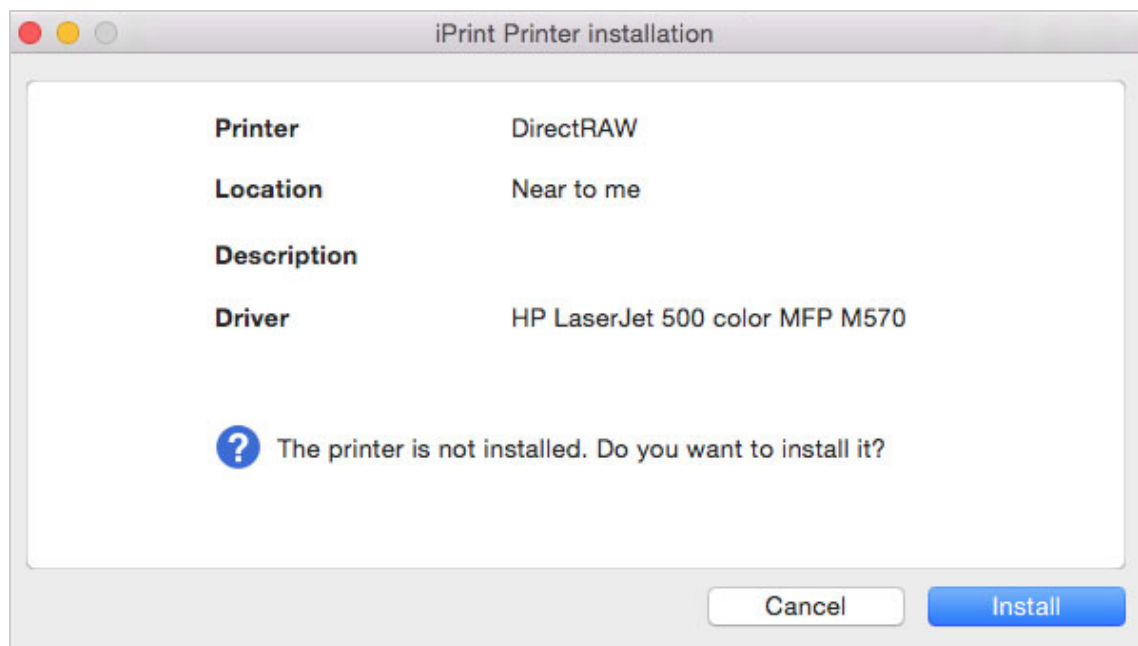 iPrint Printer installation
Printer DirectRAW
Location Near to me
Description
Driver HP LaserJet 500 color MFP M570
? The printer is not installed. Do you want to install it?
Cancel Install